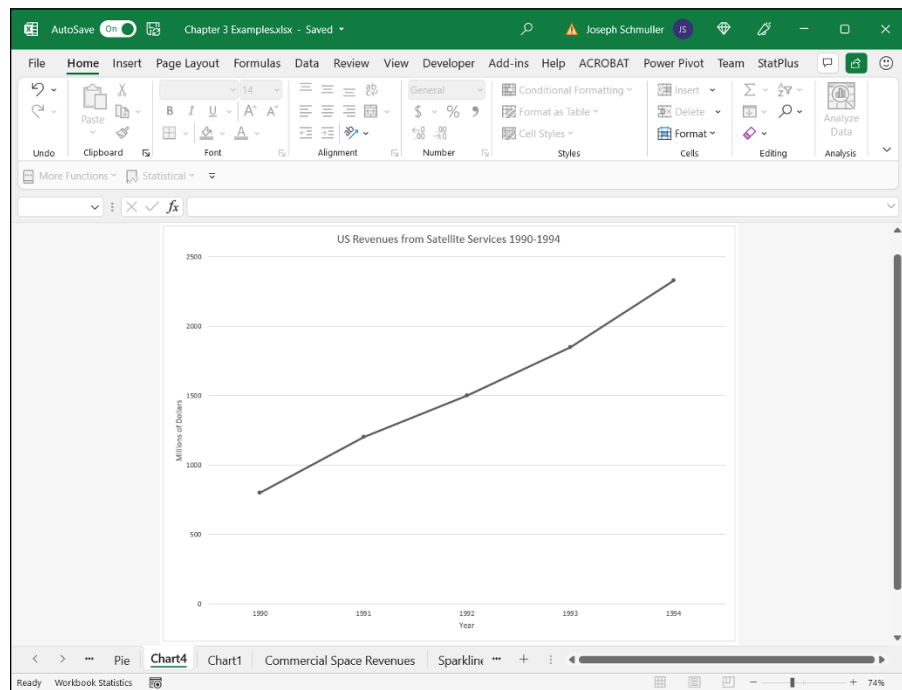 AutoSave On Chapter 3 Examples.xlsx - Saved Joseph Schmuller JS
File Home Insert Page Layout Formulas Data Review View Developer Add-ins Help ACROBAT Power Pivot Team StatPlus
14 General Conditional Formatting Insert
Paste B I U A A ab $ % Format as Table Delete Analyze Data
A Cell Styles Format
Undo Clipboard Font Alignment Number Styles Cells Editing Analysis
More Functions Statistical
fx
US Revenues from Satellite Services 1990-1994
2500
2000
1500
Millions of Dollars
1000
500
0
1990 1991 1992 1993 1994
Year
Pie Chart4 Chart1 Commercial Space Revenues Sparkline
Ready Workbook Statistics 74%